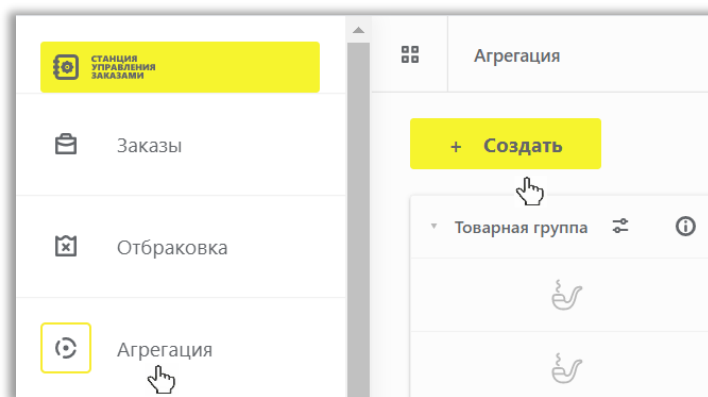 СТАНЦИЯ
УПРАВЛЕНИЯ
ЗАКАЗАМИ
Заказы
Отбраковка
Агрегация
Агрегация
+ Создать
Товарная группа